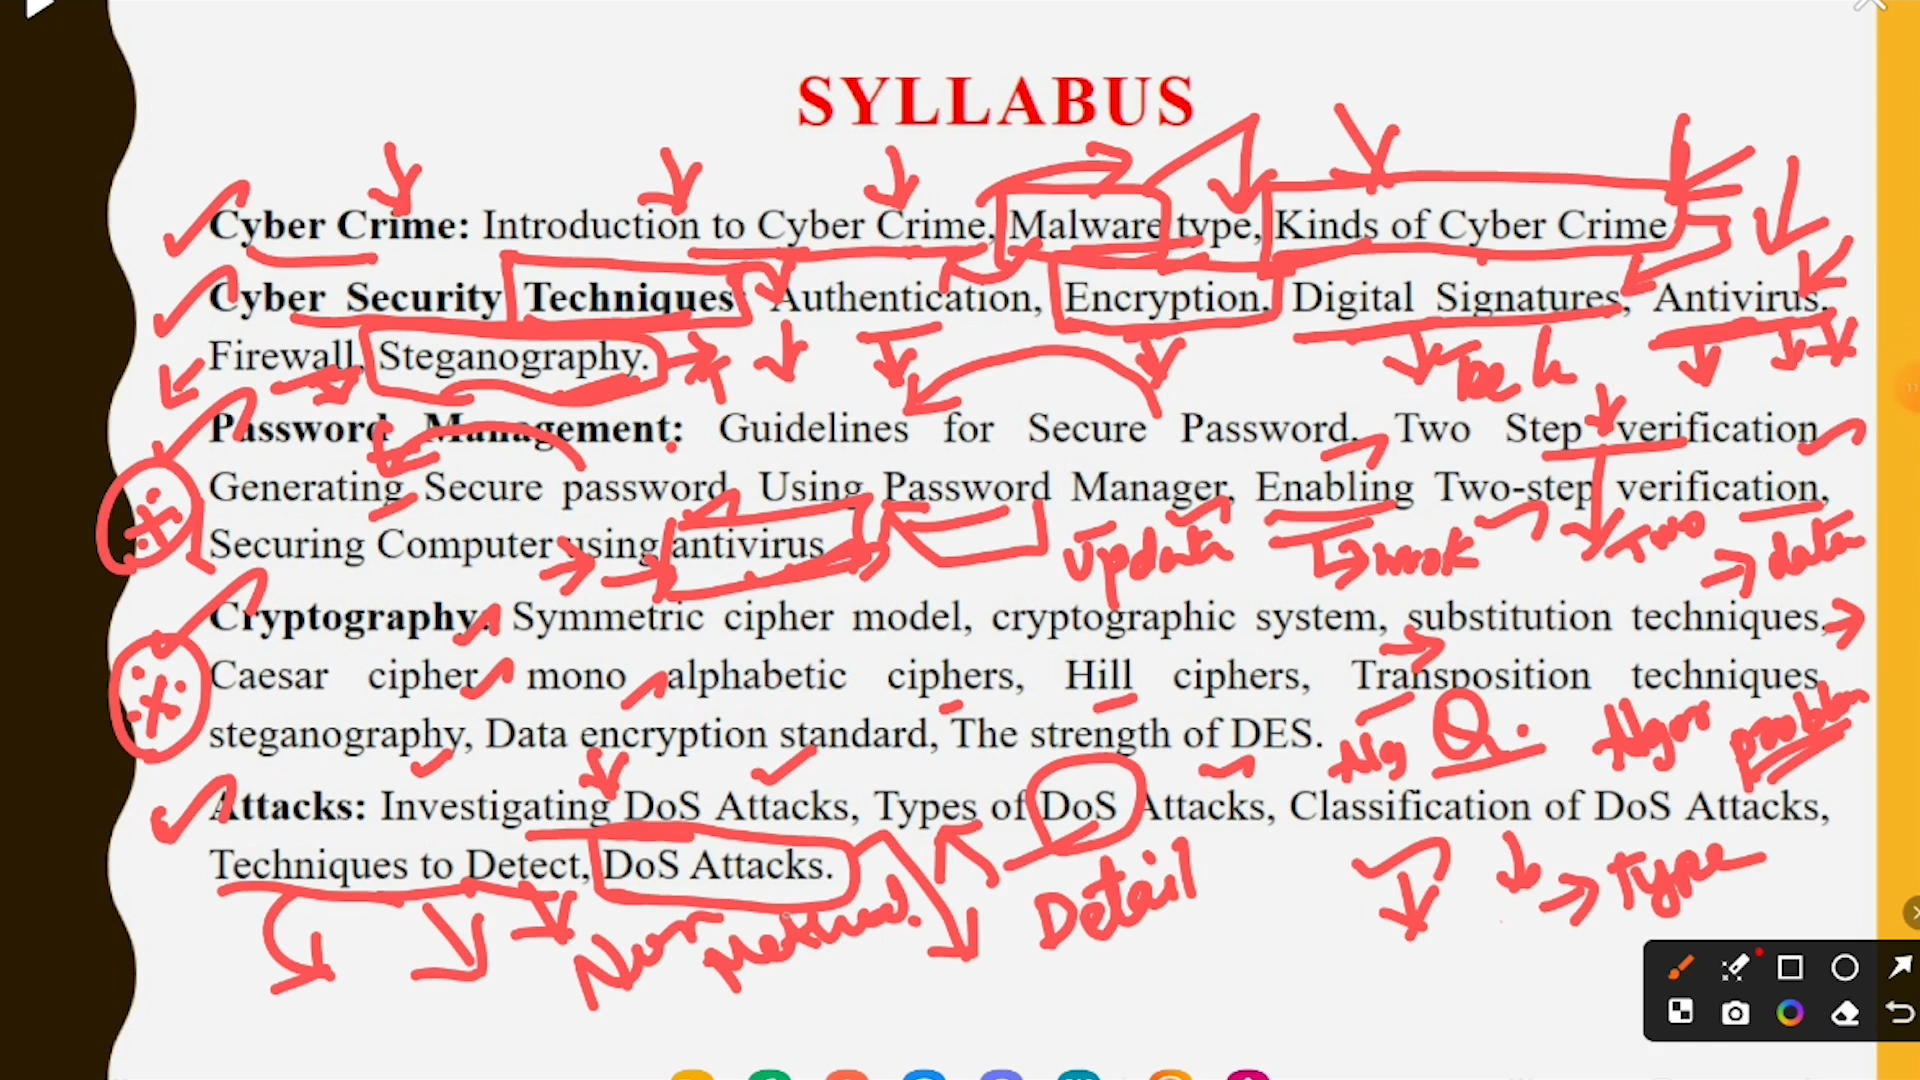 SYLLABUS
Cyber Crime: Introduction to Cyber Crime, Malware type, Kinds of Cyber Crime
Cyber Security Techniques: Authentication, Encryption, Digital Signatures, Antivirus,
Firewall, Steganography.
Password Management: Guidelines for Secure Password, Two Step verification
Generating Secure password, Using Password Manager, Enabling Two-step verification,
Securing Computer using antivirus
Update work Two data
Cryptography: Symmetric cipher model, cryptographic system, substitution techniques,
Caesar cipher mono alphabetic ciphers, Hill ciphers, Transposition techniques
steganography, Data encryption standard, The strength of DES.
Q. problem
Attacks: Investigating DoS Attacks, Types of DoS Attacks, Classification of DoS Attacks,
Techniques to Detect, DoS Attacks.
Detail Type